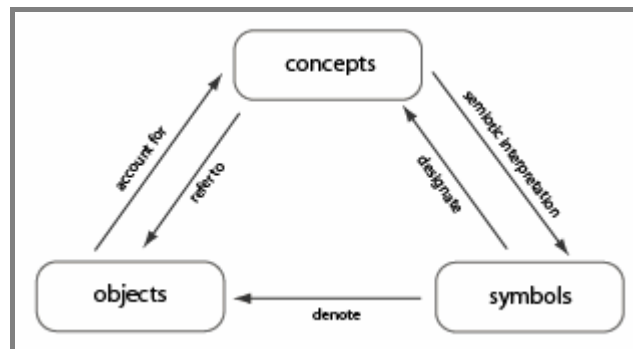 concepts
account for
refer to
designate
semiotic interpretation
objects
symbols
denote